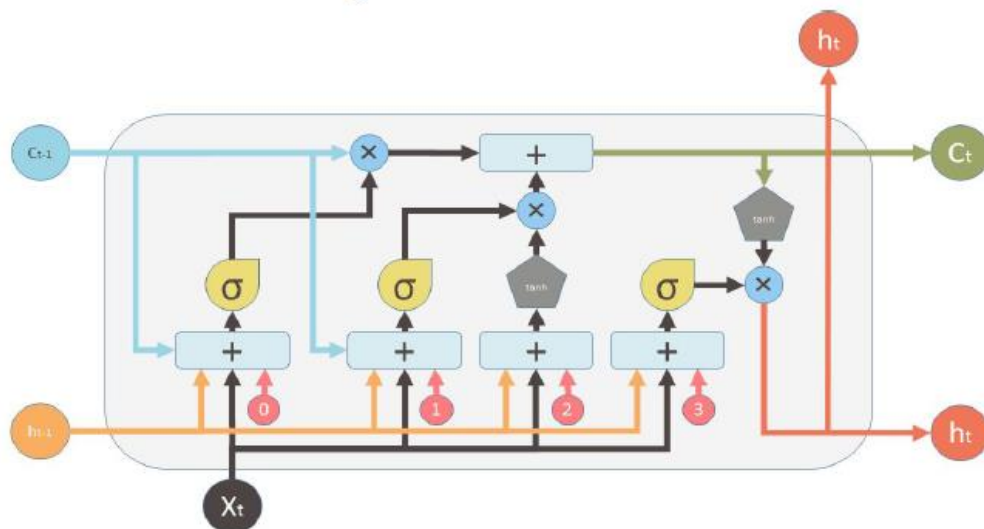 hₜ
Cₜ₋₁
×
+
Cₜ
×
tanh
σ
σ
tanh
σ
×
+
+
+
+
0
1
2
3
hₜ₋₁
hₜ
Xₜ